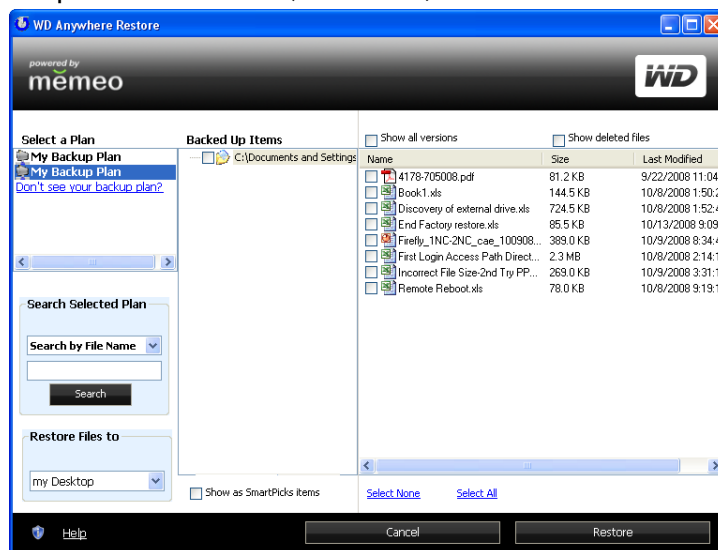 WD Anywhere Restore
powered by
mĕmeo
WD
Select a Plan
My Backup Plan
My Backup Plan
Don't see your backup plan?
Search Selected Plan
Search by File Name
Search
Restore Files to
my Desktop
Backed Up Items
C:\Documents and Settings
Show as SmartPicks items
Show all versions
Show deleted files
Name Size Last Modified
4178-705008.pdf 81.2 KB 9/22/2008 11:04
Book1.xls 144.5 KB 10/8/2008 1:50:2
Discovery of external drive.xls 724.5 KB 10/8/2008 1:52:4
End Factory restore.xls 85.5 KB 10/13/2008 9:09
Firefly_1NC-2NC_cae_100908... 389.0 KB 10/9/2008 8:34:4
First Login Access Path Direct... 2.3 MB 10/8/2008 2:14:1
Incorrect File Size-2nd Try PP... 269.0 KB 10/9/2008 3:31:1
Remote Reboot.xls 78.0 KB 10/8/2008 9:19:1
Select None Select All
Help
Cancel
Restore